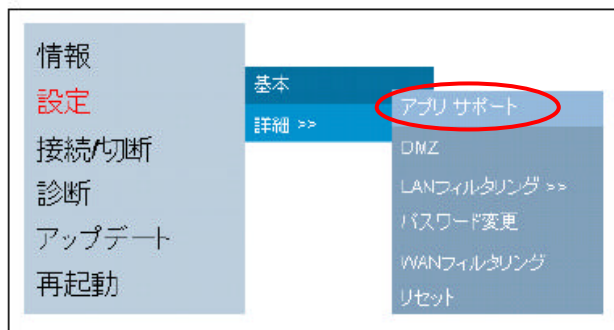 情報
設定
接続/切断
診断
アップデート
再起動
基本
詳細 >>
アプリ サポート
DMZ
LANフィルタリング >>
パスワード変更
WANフィルタリング
リセット